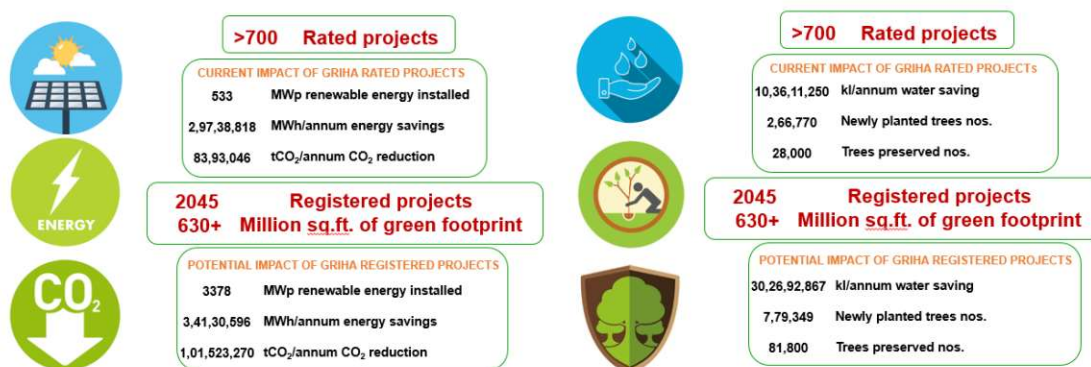 >700 Rated projects
CURRENT IMPACT OF GRIHA RATED PROJECTS
533 MWp renewable energy installed
2,97,38,818 MWh/annum energy savings
83,93,046 tCO₂/annum CO₂ reduction
ENERGY
2045 Registered projects
630+ Million sq.ft. of green footprint
CO₂
POTENTIAL IMPACT OF GRIHA REGISTERED PROJECTS
3378 MWp renewable energy installed
3,41,30,596 MWh/annum energy savings
1,01,523,270 tCO₂/annum CO₂ reduction
>700 Rated projects
CURRENT IMPACT OF GRIHA RATED PROJECTs
10,36,11,250 kl/annum water saving
2,66,770 Newly planted trees nos.
28,000 Trees preserved nos.
2045 Registered projects
630+ Million sq.ft. of green footprint
POTENTIAL IMPACT OF GRIHA REGISTERED PROJECTS
30,26,92,867 kl/annum water saving
7,79,349 Newly planted trees nos.
81,800 Trees preserved nos.